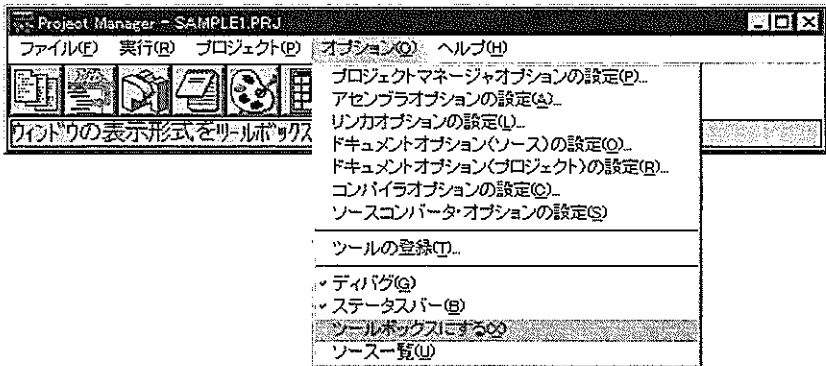 Project Manager - SAMPLE1.PRJ
ファイル(F) 実行(R) プロジェクト(P) オプション(O) ヘルプ(H)
プロジェクトマネージャオプションの設定(P)...
アセンブラオプションの設定(A)...
リンカオプションの設定(L)...
ドキュメントオプション(ソース)の設定(O)...
ドキュメントオプション(プロジェクト)の設定(R)...
コンパイラオプションの設定(C)...
ソースコンバータ・オプションの設定(S)
ツールの登録(T)...
ディバグ(G)
ステータスバー(B)
ツールボックスにする(X)
ソース一覧(U)
ウィンドウの表示形式をツールボックス